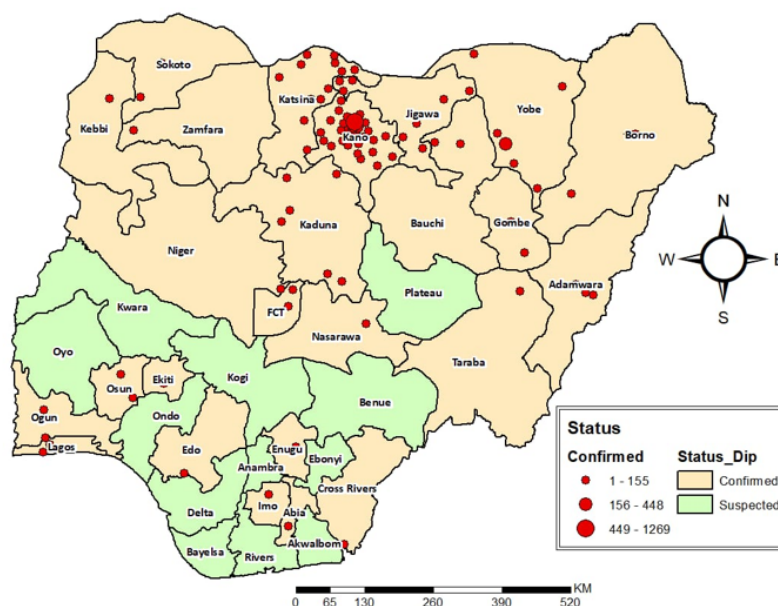 Sokoto
Katsina
Kebbi
Zamfara
Jigawa
Yobe
Borno
Kano
Kaduna
Bauchi
Gombe
Niger
Adamwara
Plateau
Kwara
FCT
Nasarawa
Taraba
Oyo
Kogi
Osun
Ekiti
Benue
Ogun
Ondo
Lagos
Edo
Enugu
Anambra
Ebonyi
Cross Rivers
Delta
Imo
Abia
Bayelsa
Rivers
Akwalbom
N
W
E
S
Status
Confirmed
1 - 155
156 - 448
449 - 1269
Status_Dip
Confirmed
Suspected
KM
0 65 130 260 390 520